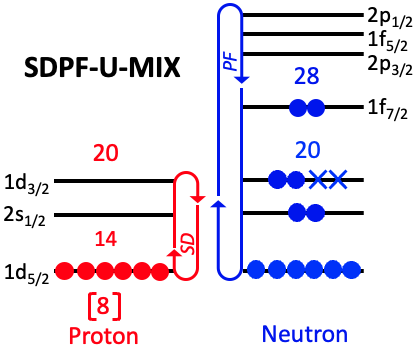 SDPF-U-MIX
2p1/2
1f5/2
2p3/2
PF
28
1f7/2
20
20
1d3/2
2s1/2
14
SD
1d5/2
[8]
Proton
Neutron